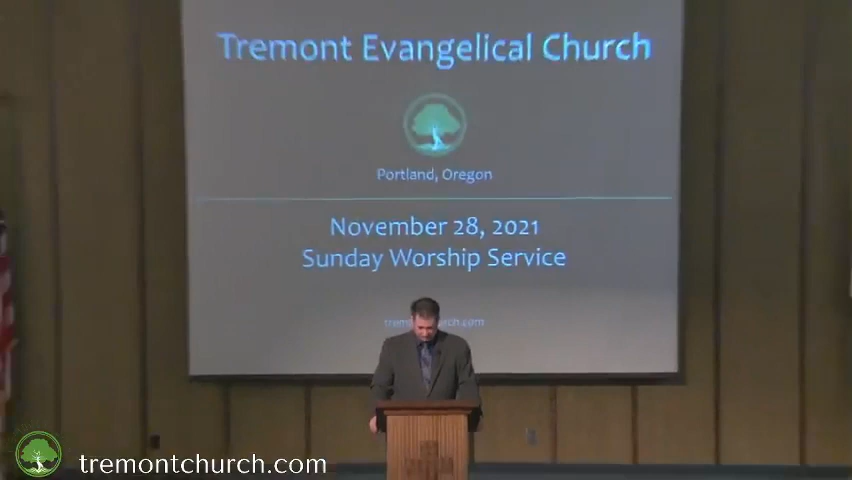 Tremont Evangelical Church
Portland, Oregon
November 28, 2021
Sunday Worship Service
tremontchurch.com